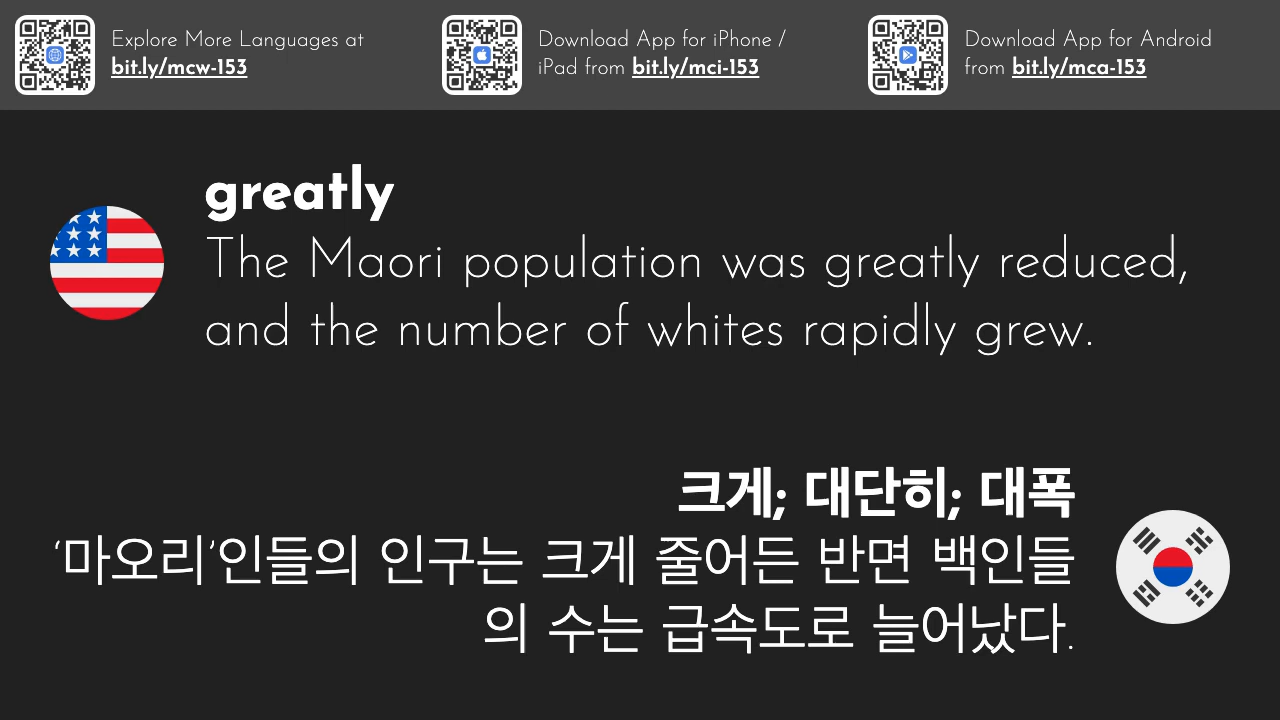 Explore More Languages at
bit.ly/mcw-153
Download App for iPhone /
iPad from bit.ly/mci-153
Download App for Android
from bit.ly/mca-153
greatly
The Maori population was greatly reduced,
and the number of whites rapidly grew.
크게; 대단히; 대폭
‘마오리’인들의 인구는 크게 줄어든 반면 백인들
의 수는 급속도로 늘어났다.